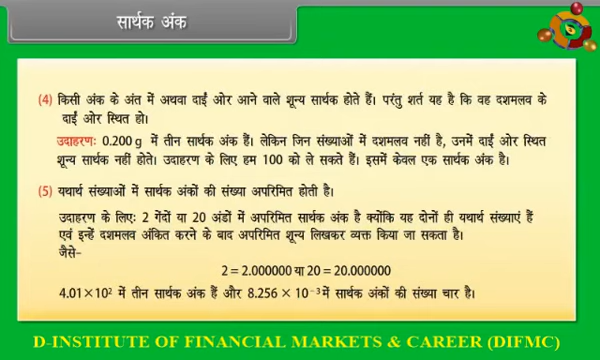 सार्थक अंक
(4) किसी अंक के अंत में अथवा दाईं ओर आने वाले शून्य सार्थक होते हैं। परंतु शर्त यह है कि वह दशमलव के
दाईं ओर स्थित हो।
उदाहरण: 0.200 g में तीन सार्थक अंक हैं। लेकिन जिन संख्याओं में दशमलव नहीं है, उनमें दाईं ओर स्थित
शून्य सार्थक नहीं होते। उदाहरण के लिए हम 100 को ले सकते हैं। इसमें केवल एक सार्थक अंक है।
(5) यथार्थ संख्याओं में सार्थक अंकों की संख्या अपरिमित होती है।
उदाहरण के लिए: 2 गेंदों या 20 अंडों में अपरिमित सार्थक अंक है क्योंकि यह दोनों ही यथार्थ संख्याएं हैं
एवं इन्हें दशमलव अंकित करने के बाद अपरिमित शून्य लिखकर व्यक्त किया जा सकता है।
जैसे-
2 = 2.000000 या 20 = 20.000000
4.01×10² में तीन सार्थक अंक हैं और 8.256 × 10⁻³ में सार्थक अंकों की संख्या चार है।
D-INSTITUTE OF FINANCIAL MARKETS & CAREER (DIFMC)